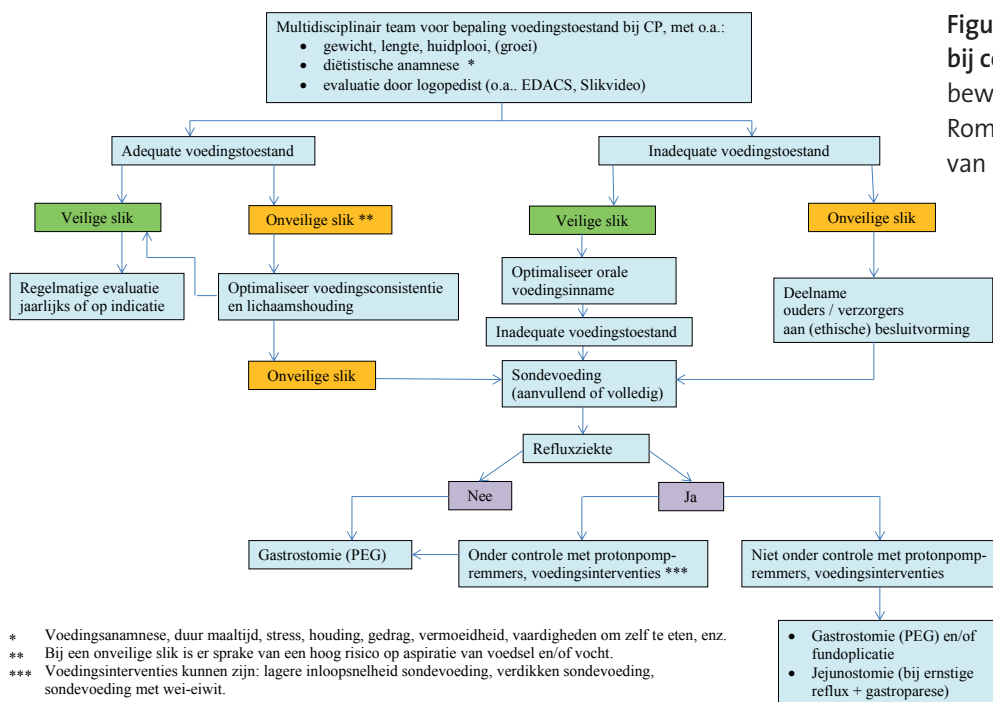 Multidisciplinair team voor bepaling voedingstoestand bij CP, met o.a.:
• gewicht, lengte, huidplooi, (groei)
• diëtistische anamnese *
• evaluatie door logopedist (o.a.. EDACS, Slikvideo)
Adequate voedingstoestand
Inadequate voedingstoestand
Veilige slik
Onveilige slik **
Veilige slik
Onveilige slik
Regelmatige evaluatie
jaarlijks of op indicatie
Optimaliseer voedingsconsistentie
en lichaamshouding
Optimaliseer orale
voedingsinname
Deelname
ouders / verzorgers
aan (ethische) besluitvorming
Inadequate voedingstoestand
Onveilige slik
Sondevoeding
(aanvullend of volledig)
Refluxziekte
Nee
Ja
Gastrostomie (PEG)
Onder controle met protonpomp-
remmers, voedingsinterventies ***
Niet onder controle met protonpomp-
remmers, voedingsinterventies
• Gastrostomie (PEG) en/of
fundoplicatie
• Jejunostomie (bij ernstige
reflux + gastroparese)
* Voedingsanamnese, duur maaltijd, stress, houding, gedrag, vermoeidheid, vaardigheden om zelf te eten, enz.
** Bij een onveilige slik is er sprake van een hoog risico op aspiratie van voedsel en/of vocht.
*** Voedingsinterventies kunnen zijn: lagere inloopsnelheid sondevoeding, verdikken sondevoeding,
sondevoeding met wei-eiwit.
Figu
bij c
bew
Rom
van